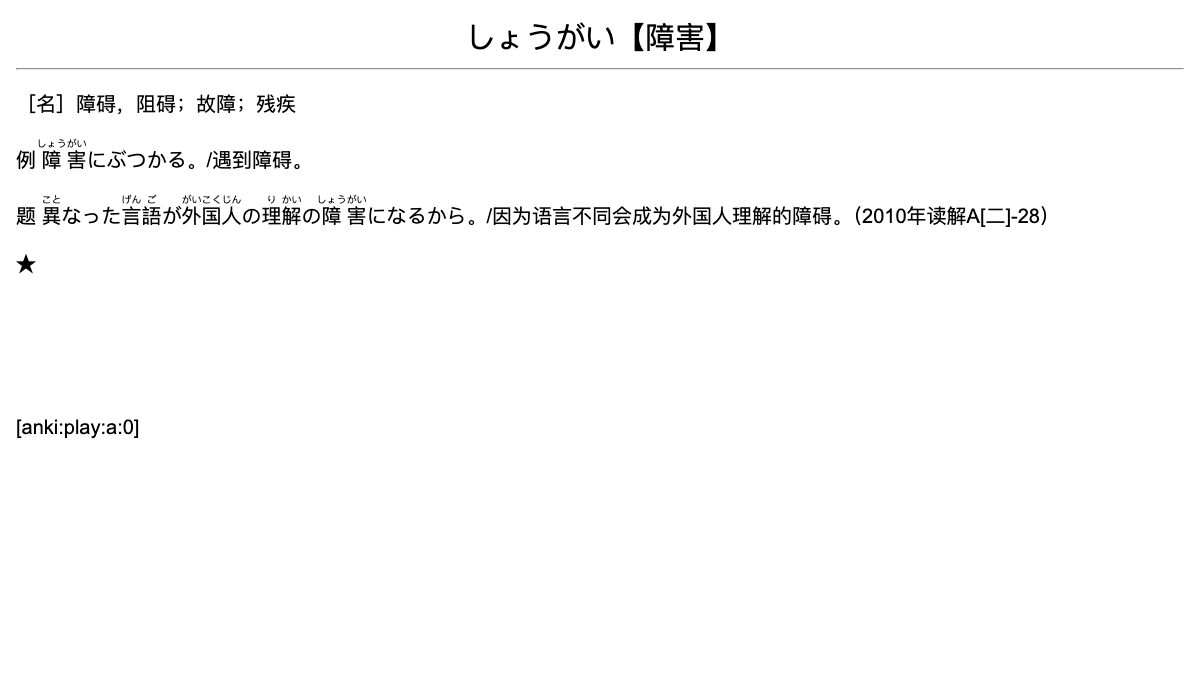 しょうがい【障害】
［名］障碍，阻碍；故障；残疾
しょうがい
例 障害にぶつかる。/遇到障碍。
こと げんご がいこくじん りかい しょうがい
题 異なった言語が外国人の理解の障害になるから。/因为语言不同会成为外国人理解的障碍。（2010年读解A[二]-28）
★
[anki:play:a:0]